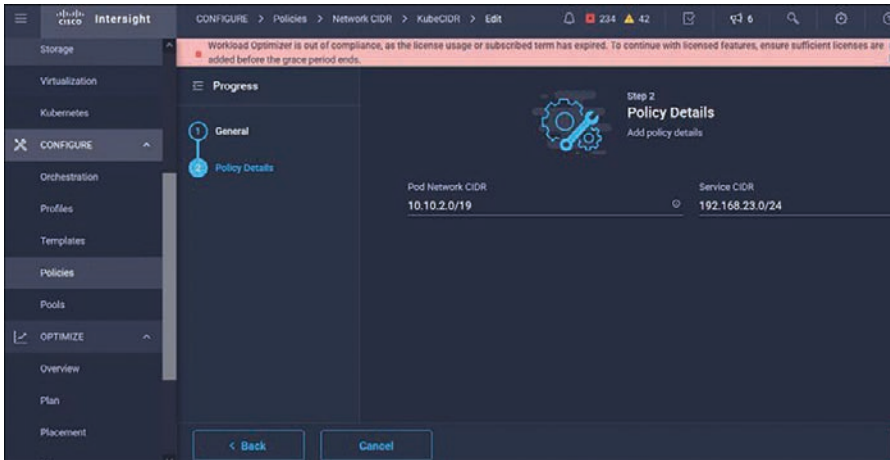 cisco Intersight
CONFIGURE > Policies > Network CIDR > KubeCIDR > Edit
234 42
6
Workload Optimizer is out of compliance, as the license usage or subscribed term has expired. To continue with licensed features, ensure sufficient licenses are
added before the grace period ends.
Storage
Virtualization
Kubernetes
CONFIGURE
Orchestration
Profiles
Templates
Policies
Pools
OPTIMIZE
Overview
Plan
Placement
Progress
1 General
2 Policy Details
Step 2
Policy Details
Add policy details
Pod Network CIDR
10.10.2.0/19
Service CIDR
192.168.23.0/24
< Back
Cancel